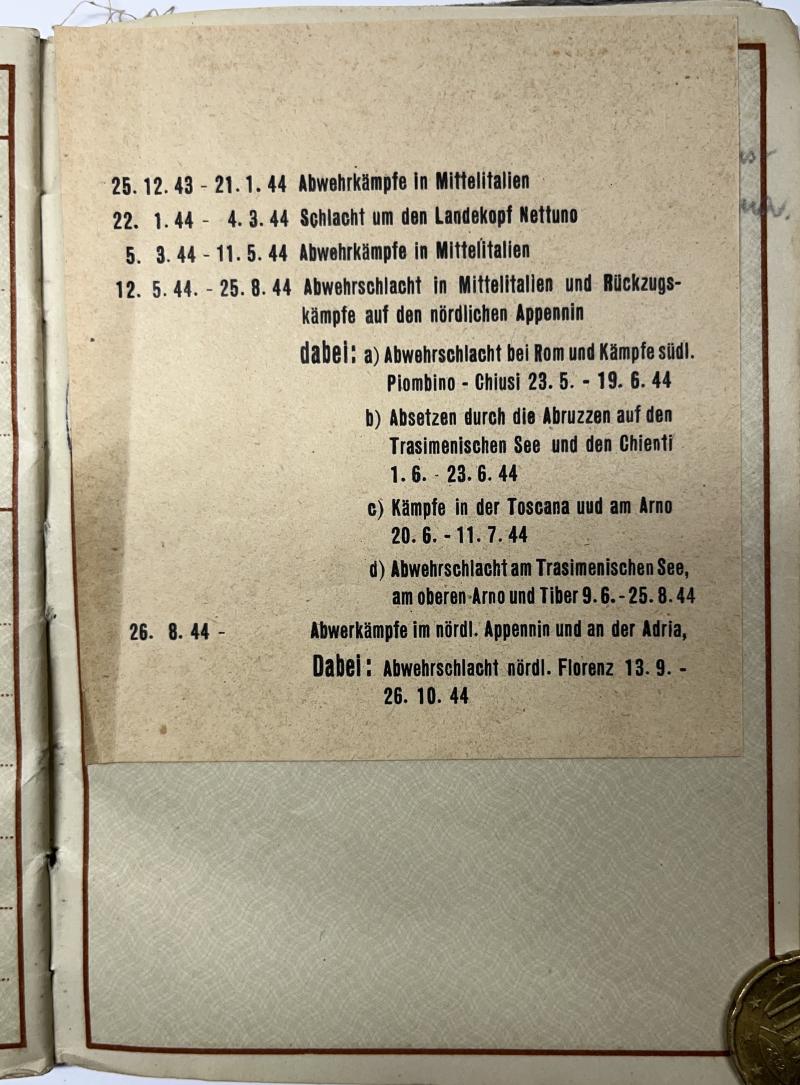 25. 12. 43 - 21. 1. 44 Abwehrkämpfe in Mittelitalien
22. 1. 44 - 4. 3. 44 Schlacht um den Landekopf Nettuno
5. 3. 44 - 11. 5. 44 Abwehrkämpfe in Mittelitalien
12. 5. 44. - 25. 8. 44 Abwehrschlacht in Mittelitalien und Rückzugs-
kämpfe auf den nördlichen Appennin
dabei: a) Abwehrschlacht bei Rom und Kämpfe südl.
Piombino - Chiusi 23. 5. - 19. 6. 44
b) Absetzen durch die Abruzzen auf den
Trasimenischen See und den Chienti
1. 6. - 23. 6. 44
c) Kämpfe in der Toscana uud am Arno
20. 6. - 11. 7. 44
d) Abwehrschlacht am Trasimenischen See,
am oberen Arno und Tiber 9. 6. - 25. 8. 44
26. 8. 44 - Abwerkämpfe im nördl. Appennin und an der Adria,
Dabei: Abwehrschlacht nördl. Florenz 13. 9. -
26. 10. 44